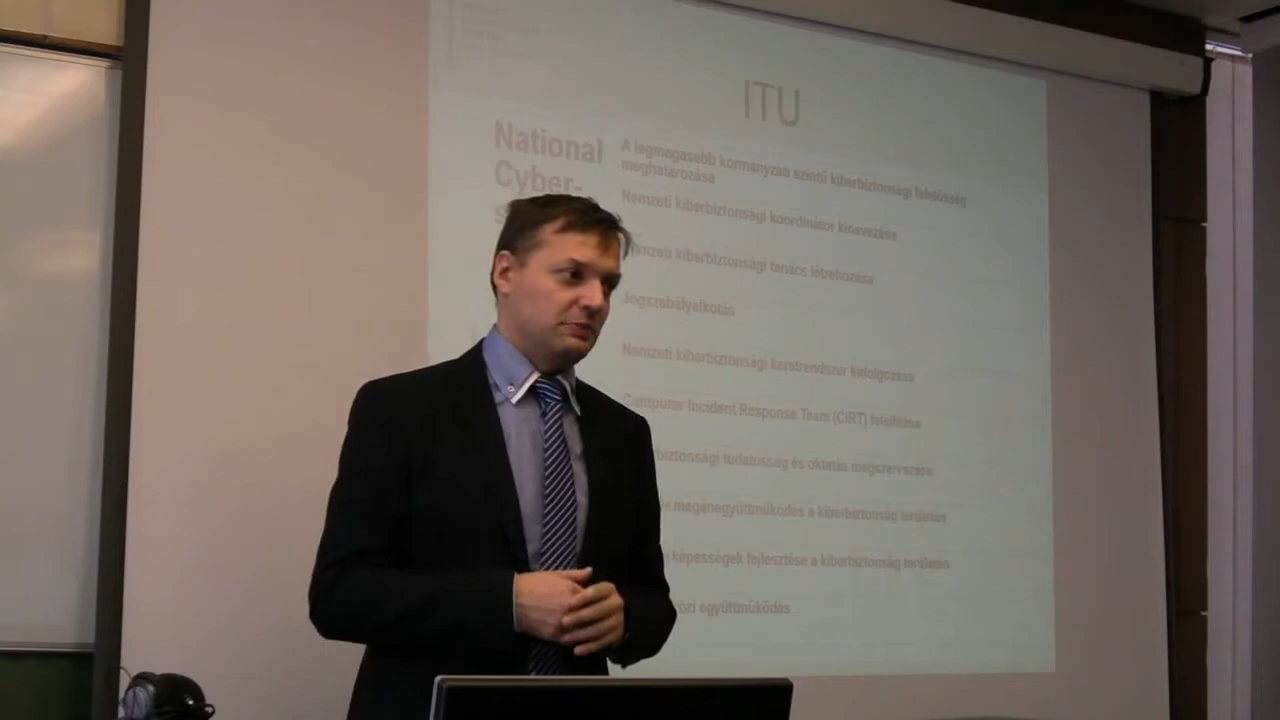 ITU
National
Cyber-
A legmagasabb kormányzati szintű kiberbiztonsági felelősség
meghatározása
Nemzeti kiberbiztonsági koordinátor kinevezése
Nemzeti kiberbiztonsági tanács létrehozása
Jogszabályalkotás
Nemzeti kiberbiztonsági keretrendszer kidolgozása
Computer Incident Response Team (CIRT) felállítása
biztonsági tudatosság és oktatás megszervezése
magánegyüttműködés a kiberbiztonság területén
képességek fejlesztése a kiberbiztonság területén
közi együttműködés